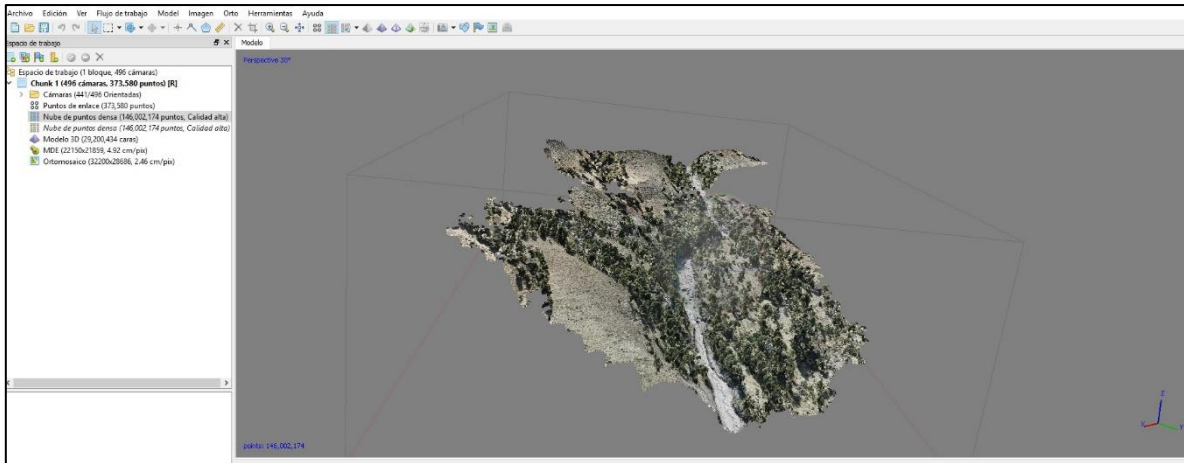 Archivo Edición Ver Flujo de trabajo Model Imagen Orto Herramientas Ayuda
Espacio de trabajo
Modelo
Perspectiva 30°
Espacio de trabajo (1 bloque, 496 cámaras)
Chunk 1 (496 cámaras, 373,580 puntos) [R]
Cámaras (441/496 Orientadas)
Puntos de enlace (373,580 puntos)
Nube de puntos densa (146,002,174 puntos, Calidad alta)
Nube de puntos densa (146,002,174 puntos, Calidad alta)
Modelo 3D (29,200,434 caras)
MDE (22150x21859, 4.92 cm/pix)
Ortomosaico (32200x28686, 2.46 cm/pix)
points: 146,002,174
Z
X
Y